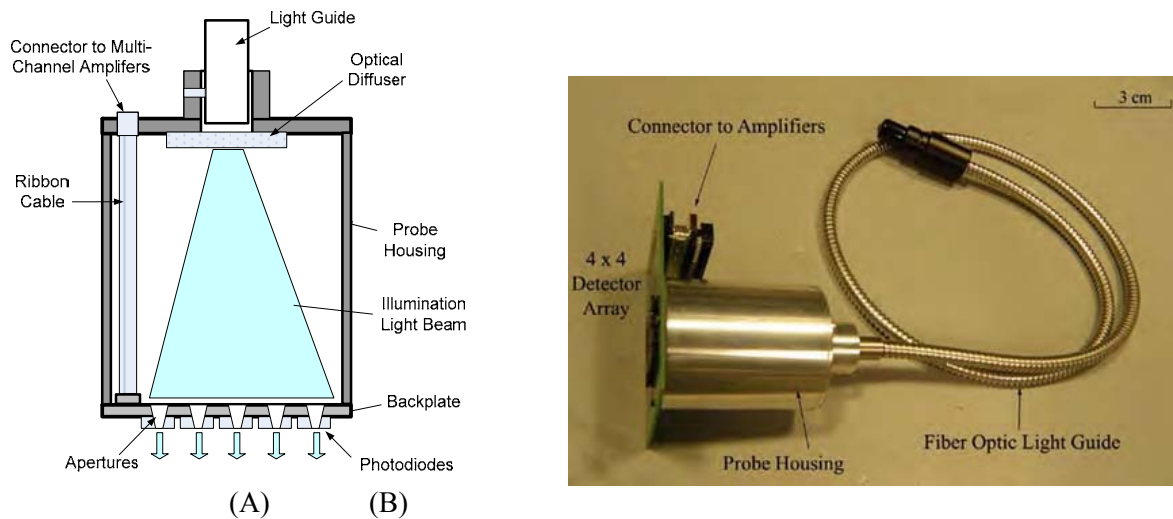 Light Guide
Connector to Multi-
Channel Amplifers
Optical
Diffuser
Ribbon
Cable
Probe
Housing
Illumination
Light Beam
Backplate
Apertures
Photodiodes
(A)
(B)
3 cm
Connector to Amplifiers
4 x 4
Detector
Array
Fiber Optic Light Guide
Probe Housing